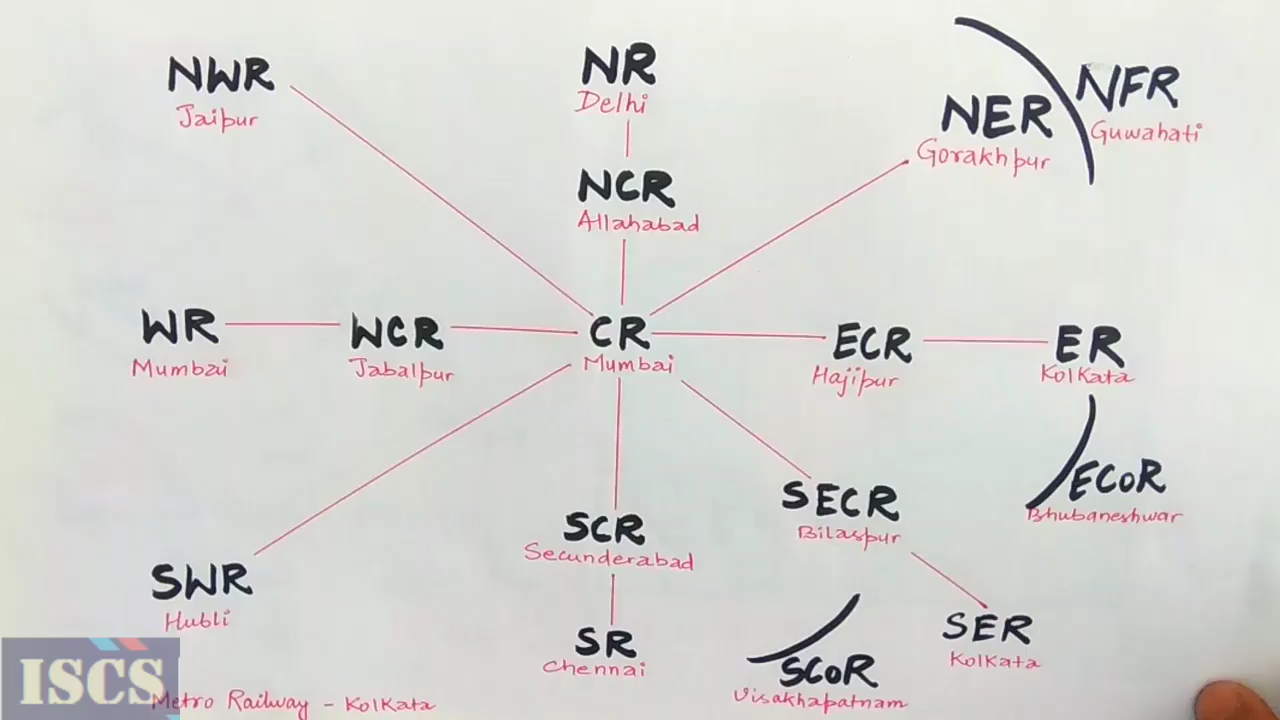 NWR
Jaipur
NR
Delhi
NER
Gorakhpur
NFR
Guwahati
NCR
Allahabad
WR
Mumbai
WCR
Jabalpur
CR
Mumbai
ECR
Hajipur
ER
Kolkata
ECoR
Bhubaneshwar
SECR
Bilaspur
SCR
Secunderabad
SWR
Hubli
SR
Chennai
SCoR
Visakhapatnam
SER
Kolkata
ISCS
Metro Railway - Kolkata